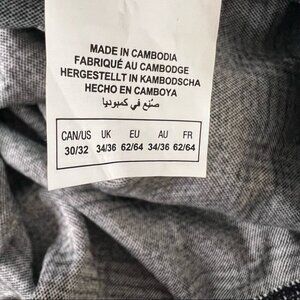 MADE IN CAMBODIA
FABRIQUÉ AU CAMBODGE
HERGESTELLT IN KAMBODSCHA
HECHO EN CAMBOYA
صُنِع في كمبوديا
CAN/US UK EU AU FR
30/32 34/36 62/64 34/36 62/64